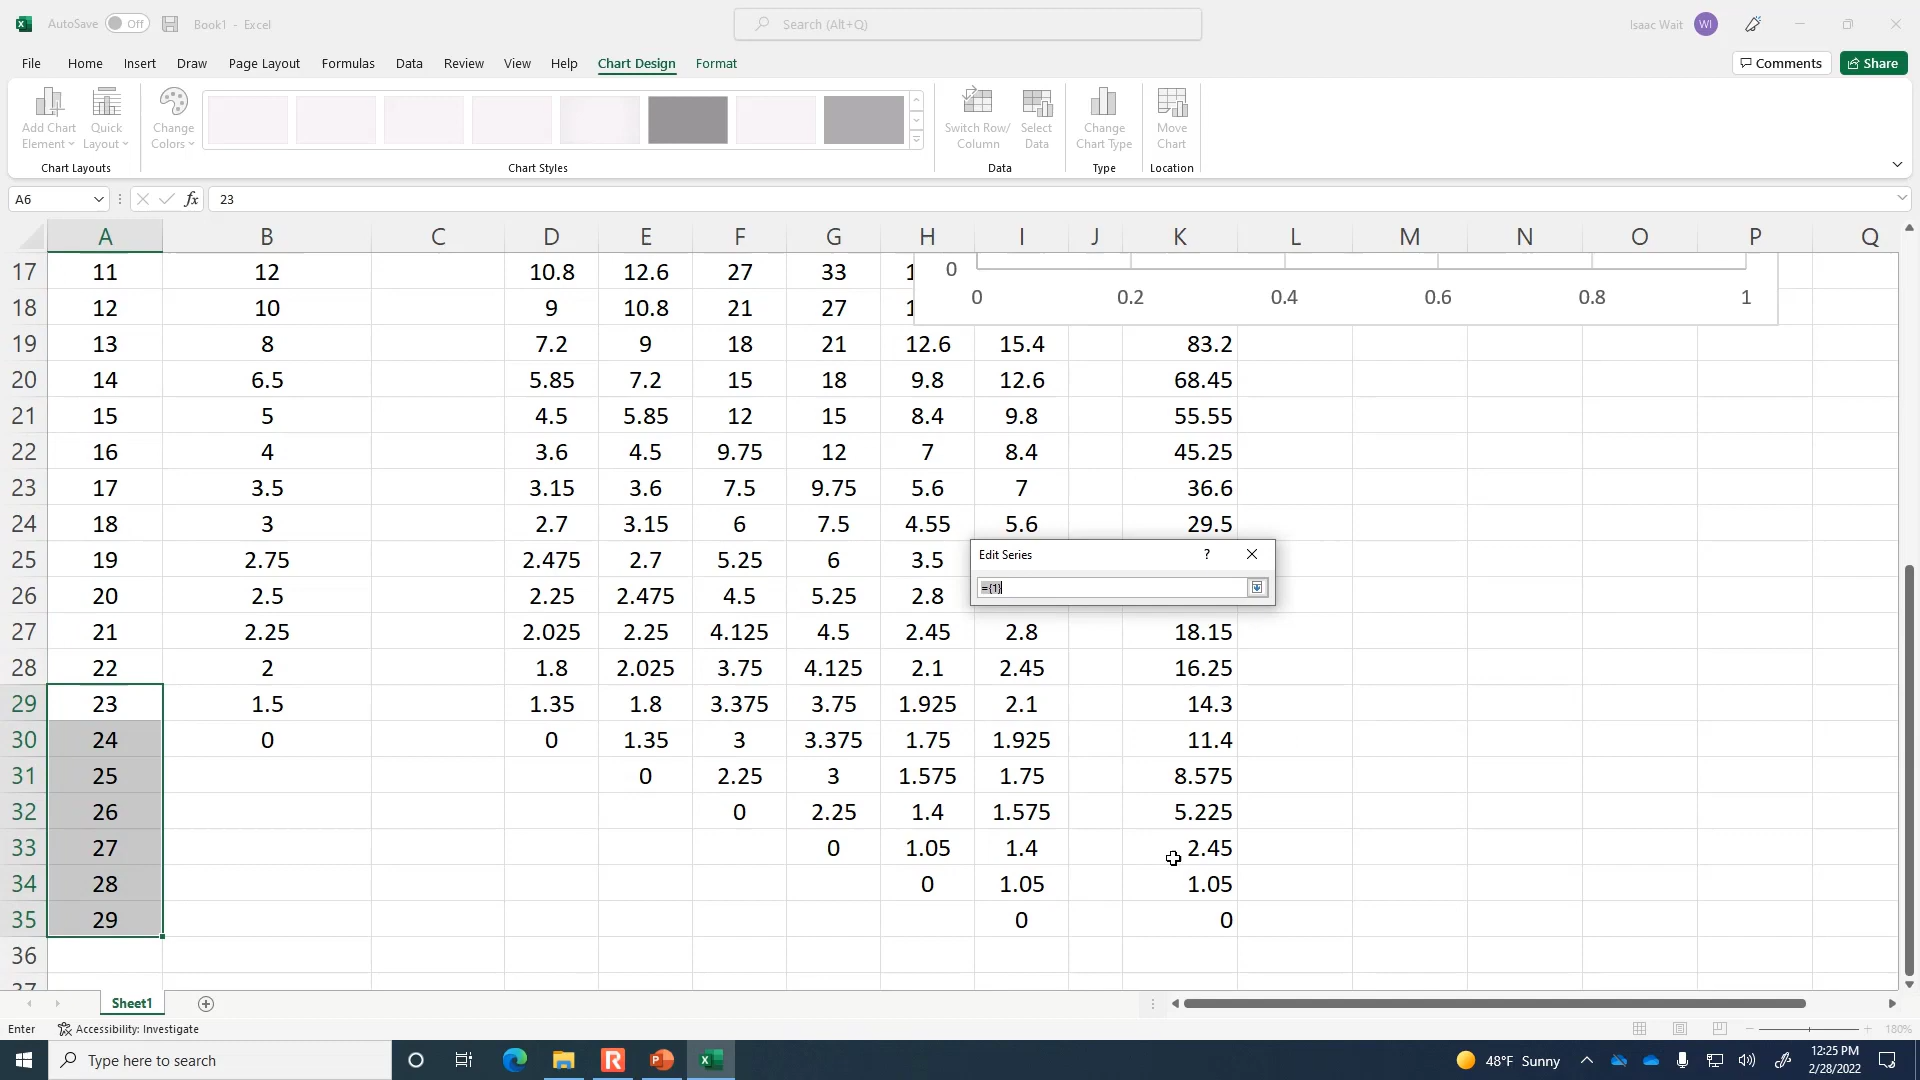 AutoSave Off Book1 - Excel Search (Alt+Q) Isaac Wait WI
File Home Insert Draw Page Layout Formulas Data Review View Help Chart Design Format Comments Share
Add Chart Element Quick Layout Change Colors Switch Row/ Column Select Data Change Chart Type Move Chart
Chart Layouts Chart Styles Data Type Location
A6 fx 23
A B C D E F G H I J K L M N O P Q
17 11 12 10.8 12.6 27 33 1 0
0 0.2 0.4 0.6 0.8 1
18 12 10 9 10.8 21 27 1
19 13 8 7.2 9 18 21 12.6 15.4 83.2
20 14 6.5 5.85 7.2 15 18 9.8 12.6 68.45
21 15 5 4.5 5.85 12 15 8.4 9.8 55.55
22 16 4 3.6 4.5 9.75 12 7 8.4 45.25
23 17 3.5 3.15 3.6 7.5 9.75 5.6 7 36.6
24 18 3 2.7 3.15 6 7.5 4.55 5.6 29.5
25 19 2.75 2.475 2.7 5.25 6 3.5
Edit Series ?
={1}
26 20 2.5 2.25 2.475 4.5 5.25 2.8
27 21 2.25 2.025 2.25 4.125 4.5 2.45 2.8 18.15
28 22 2 1.8 2.025 3.75 4.125 2.1 2.45 16.25
29 23 1.5 1.35 1.8 3.375 3.75 1.925 2.1 14.3
30 24 0 0 1.35 3 3.375 1.75 1.925 11.4
31 25 0 2.25 3 1.575 1.75 8.575
32 26 0 2.25 1.4 1.575 5.225
33 27 0 1.05 1.4 2.45
34 28 0 1.05 1.05
35 29 0 0
36
37
Sheet1
Enter Accessibility: Investigate 180%
Type here to search 48°F Sunny 12:25 PM
2/28/2022